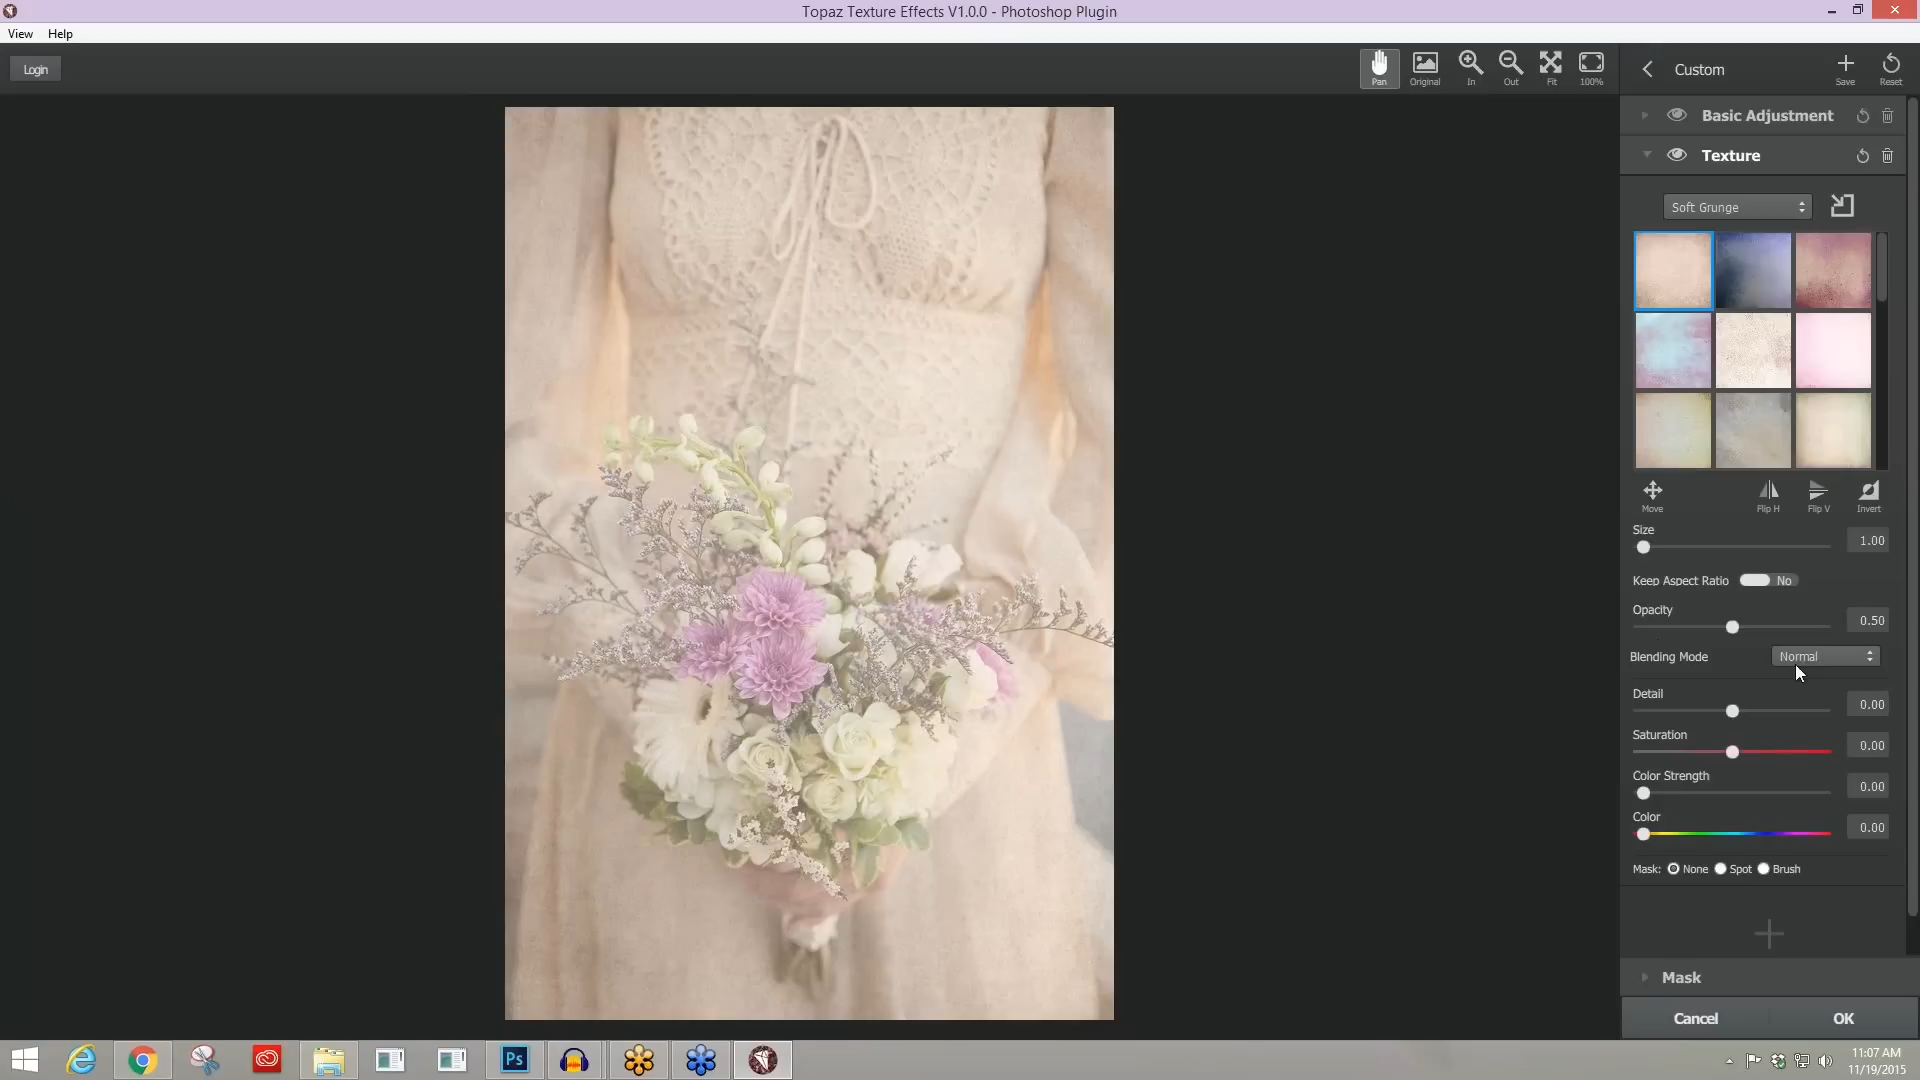 Topaz Texture Effects V1.0.0 - Photoshop Plugin
View Help
Login
Pan Original In Out Fit 100%
Custom
Save Reset
Basic Adjustment
Texture
Soft Grunge
Move Flip H Flip V Invert
Size
1.00
Keep Aspect Ratio No
Opacity
0.50
Blending Mode Normal
Detail
0.00
Saturation
0.00
Color Strength
0.00
Color
0.00
Mask: None Spot Brush
Mask
Cancel OK
Ps
11:07 AM
11/19/2015